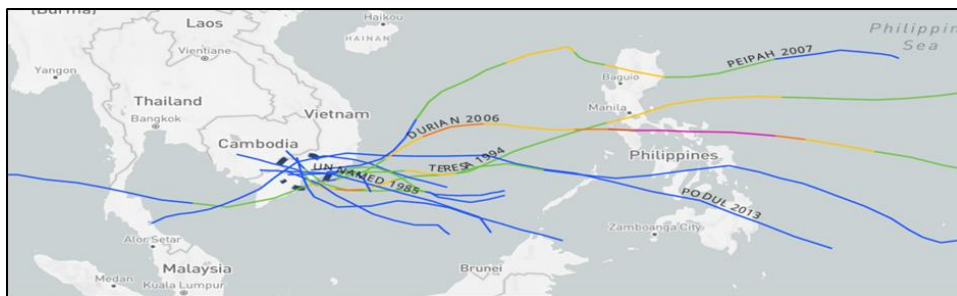 (Burma)
Laos
Haikou
HAINAN
Philippin
Sea
Vientiane
Yangon
PEIPAH 2007
Baguio
Thailand
Bangkok
Vietnam
Manila
DURIAN 2006
Cambodia
Philippines
TERESA 1994
UNNAMED 1985
PODUL 2013
Zamboanga City
Alor Setar
Brunei
Malaysia
Medan
Kuala Lumpur